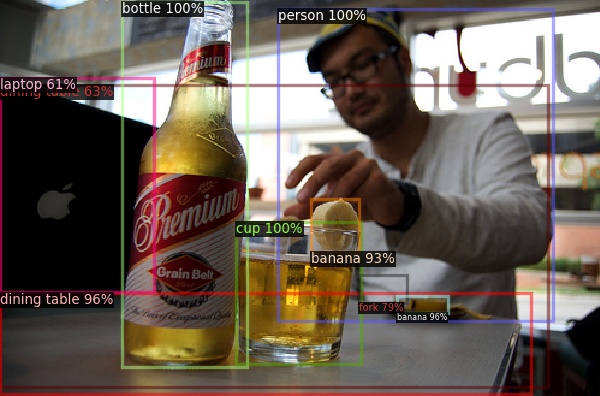 bottle 100%
person 100%
Premium
laptop 61%
dining table 63%
Premium
cup 100%
banana 93%
Grain Belt
dining table 96%
fork 79%
banana 96%